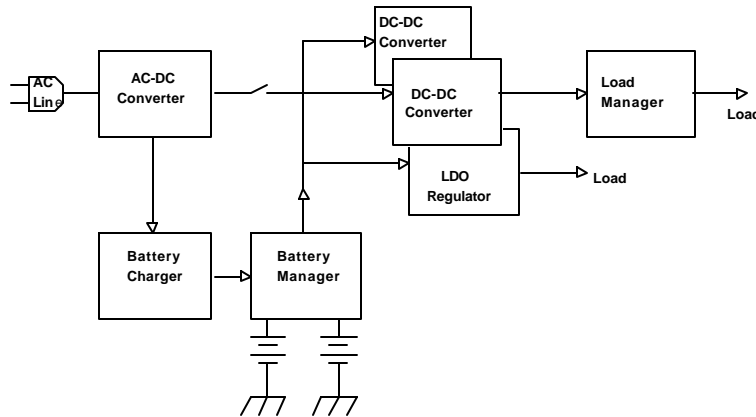 DC-DC
Converter
AC
Line
AC-DC
Converter
DC-DC
Converter
Load
Manager
Load
LDO
Regulator
Load
Battery
Charger
Battery
Manager